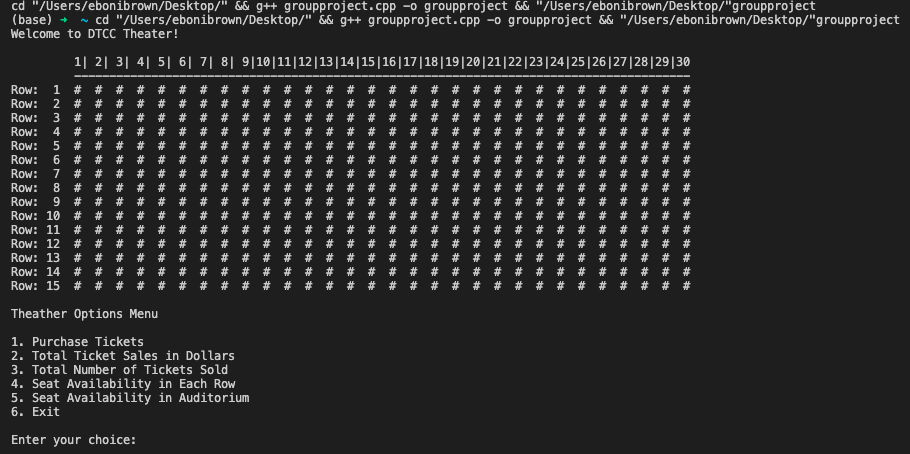 cd "/Users/ebonibrown/Desktop/" && g++ grouppproject.cpp -o groupproject && "/Users/ebonibrown/Desktop/"groupproject
(base) ➜  ~ cd "/Users/ebonibrown/Desktop/" && g++ grouppproject.cpp -o groupproject && "/Users/ebonibrown/Desktop/"groupproject
Welcome to DTCC Theater!
1| 2| 3| 4| 5| 6| 7| 8| 9|10|11|12|13|14|15|16|17|18|19|20|21|22|23|24|25|26|27|28|29|30
Row:  1  #  #  #  #  #  #  #  #  #  #  #  #  #  #  #  #  #  #  #  #  #  #  #  #  #  #  #  #  #  #
Row:  2  #  #  #  #  #  #  #  #  #  #  #  #  #  #  #  #  #  #  #  #  #  #  #  #  #  #  #  #  #  #
Row:  3  #  #  #  #  #  #  #  #  #  #  #  #  #  #  #  #  #  #  #  #  #  #  #  #  #  #  #  #  #  #
Row:  4  #  #  #  #  #  #  #  #  #  #  #  #  #  #  #  #  #  #  #  #  #  #  #  #  #  #  #  #  #  #
Row:  5  #  #  #  #  #  #  #  #  #  #  #  #  #  #  #  #  #  #  #  #  #  #  #  #  #  #  #  #  #  #
Row:  6  #  #  #  #  #  #  #  #  #  #  #  #  #  #  #  #  #  #  #  #  #  #  #  #  #  #  #  #  #  #
Row:  7  #  #  #  #  #  #  #  #  #  #  #  #  #  #  #  #  #  #  #  #  #  #  #  #  #  #  #  #  #  #
Row:  8  #  #  #  #  #  #  #  #  #  #  #  #  #  #  #  #  #  #  #  #  #  #  #  #  #  #  #  #  #  #
Row:  9  #  #  #  #  #  #  #  #  #  #  #  #  #  #  #  #  #  #  #  #  #  #  #  #  #  #  #  #  #  #
Row: 10  #  #  #  #  #  #  #  #  #  #  #  #  #  #  #  #  #  #  #  #  #  #  #  #  #  #  #  #  #  #
Row: 11  #  #  #  #  #  #  #  #  #  #  #  #  #  #  #  #  #  #  #  #  #  #  #  #  #  #  #  #  #  #
Row: 12  #  #  #  #  #  #  #  #  #  #  #  #  #  #  #  #  #  #  #  #  #  #  #  #  #  #  #  #  #  #
Row: 13  #  #  #  #  #  #  #  #  #  #  #  #  #  #  #  #  #  #  #  #  #  #  #  #  #  #  #  #  #  #
Row: 14  #  #  #  #  #  #  #  #  #  #  #  #  #  #  #  #  #  #  #  #  #  #  #  #  #  #  #  #  #  #
Row: 15  #  #  #  #  #  #  #  #  #  #  #  #  #  #  #  #  #  #  #  #  #  #  #  #  #  #  #  #  #  #
Theather Options Menu
1. Purchase Tickets
2. Total Ticket Sales in Dollars
3. Total Number of Tickets Sold
4. Seat Availability in Each Row
5. Seat Availability in Auditorium
6. Exit
Enter your choice: